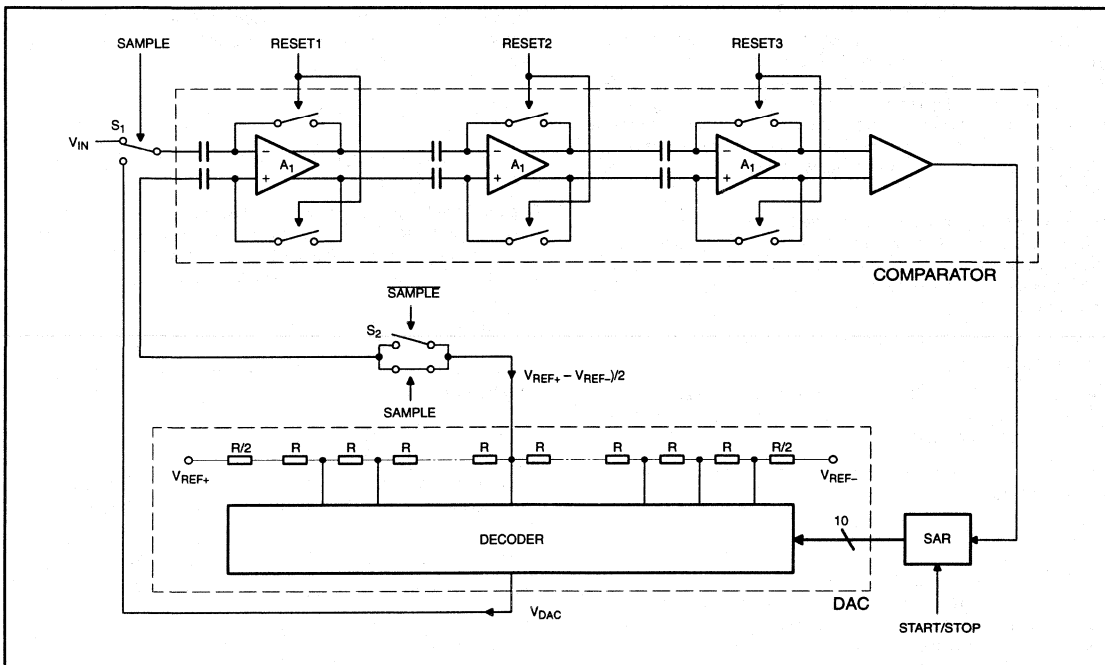 SAMPLE RESET1 RESET2 RESET3
S1
VIN
− − −
A1 A1 A1
+ + +
COMPARATOR
SAMPLE
S2
VREF+ − VREF−)/2
SAMPLE
R/2 R R R R R R R R R/2
VREF+ VREF−
DECODER 10 SAR
DAC
VDAC
START/STOP